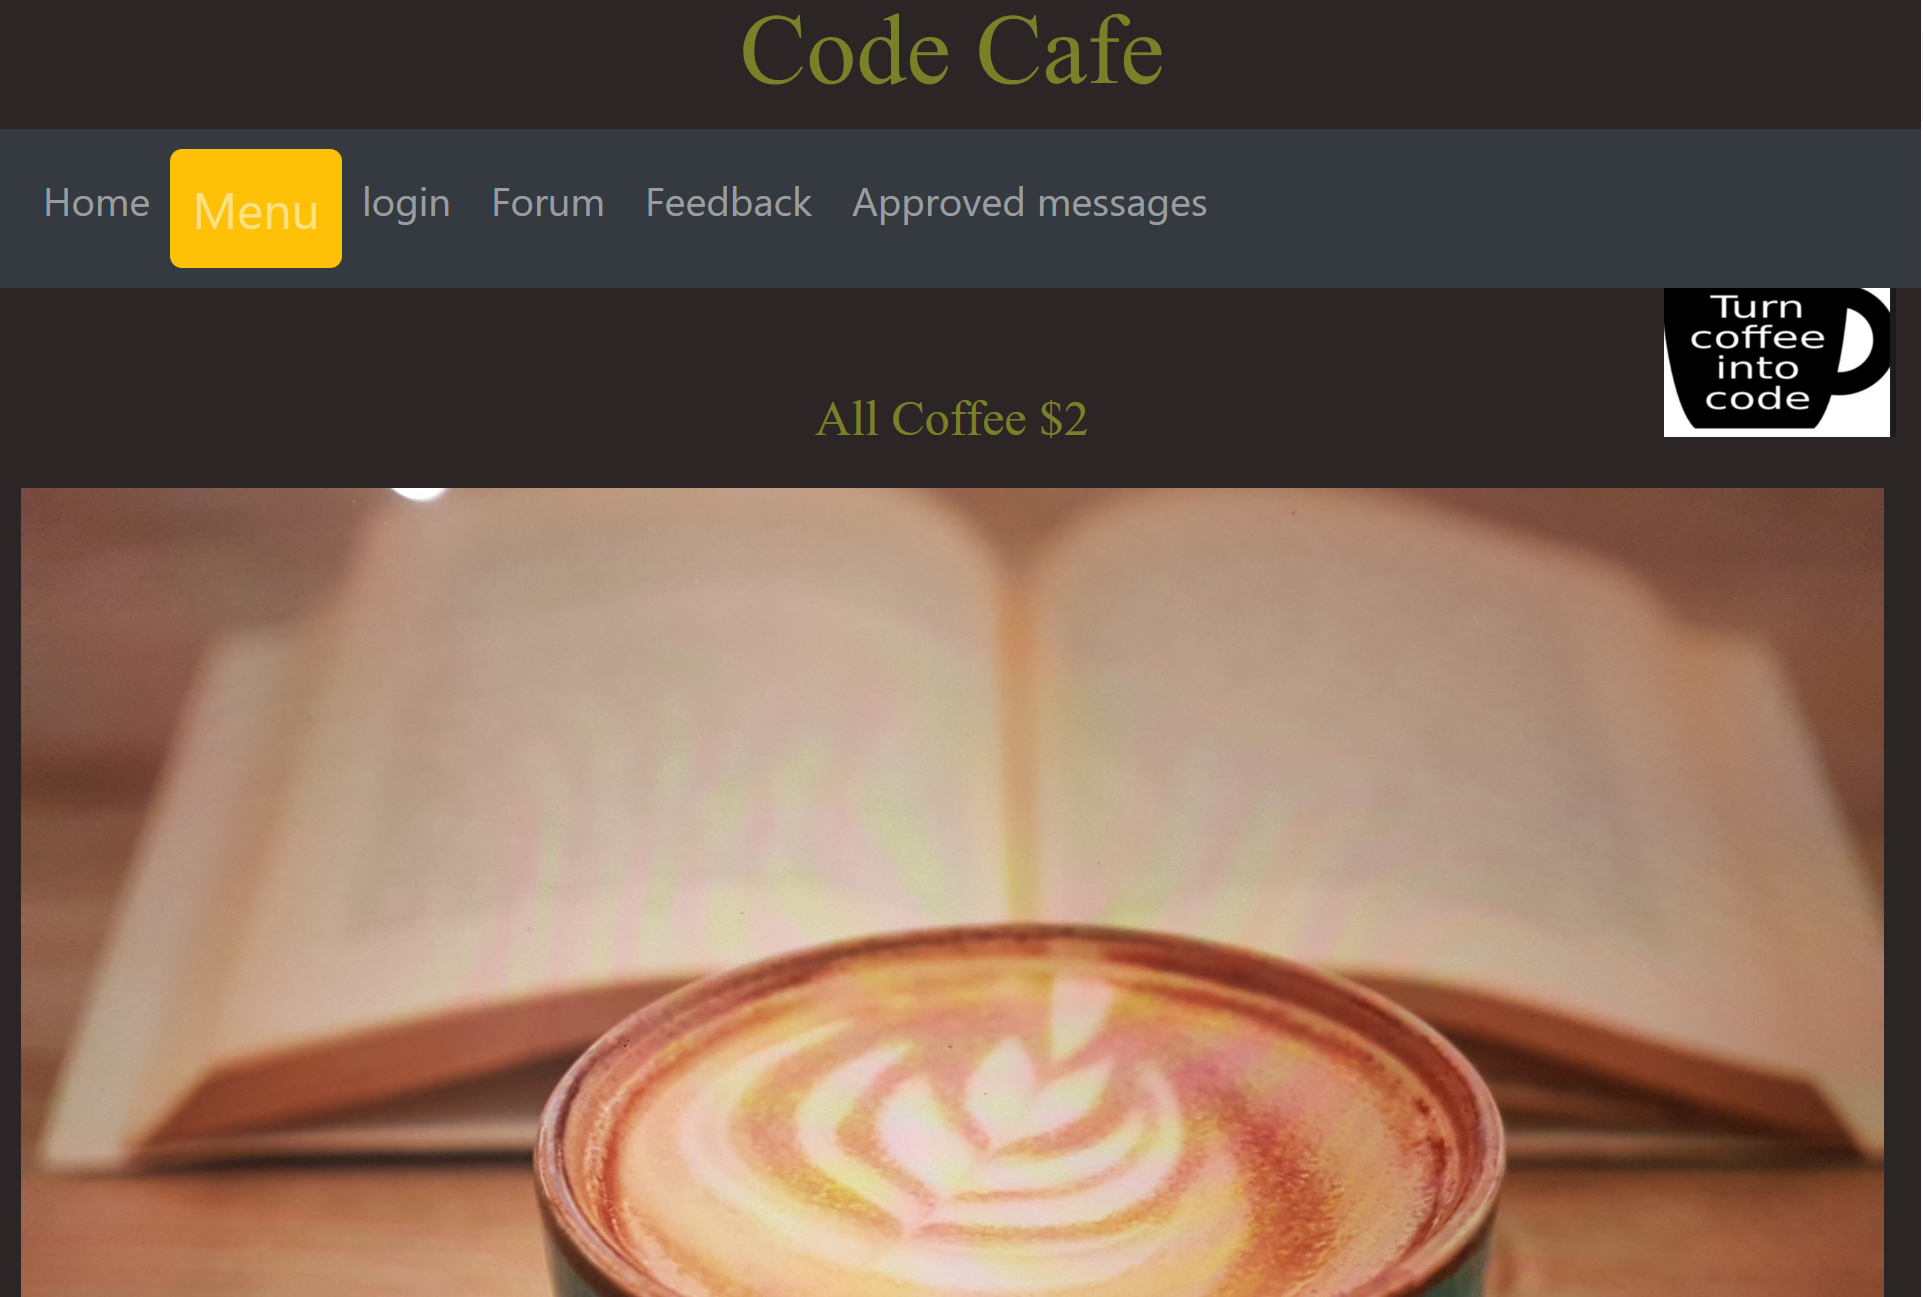 Code Cafe
Home Menu login Forum Feedback Approved messages
Turn
coffee
into
code
All Coffee $2